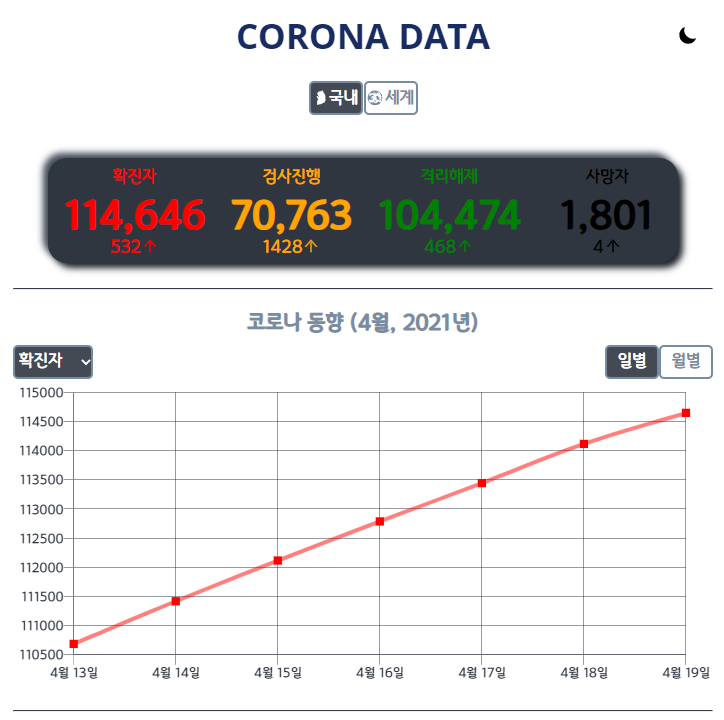 CORONA DATA
국내 세계
확진자 검사진행 격리해제 사망자
114,646 70,763 104,474 1,801
532↑ 1428↑ 468↑ 4↑
코로나 동향 (4월, 2021년)
확진자 일별 월별
115000
114500
114000
113500
113000
112500
112000
111500
111000
110500
4월 13일 4월 14일 4월 15일 4월 16일 4월 17일 4월 18일 4월 19일